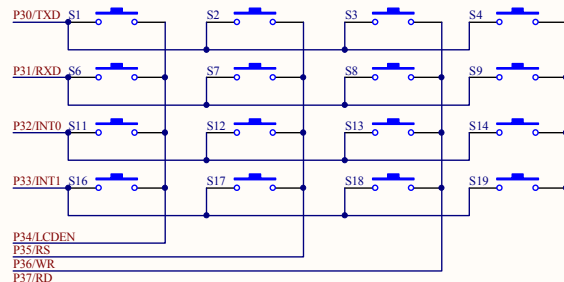 P30/TXD S1 S2 S3 S4
P31/RXD S6 S7 S8 S9
P32/INT0 S11 S12 S13 S14
P33/INT1 S16 S17 S18 S19
P34/LCDEN
P35/RS
P36/WR
P37/RD